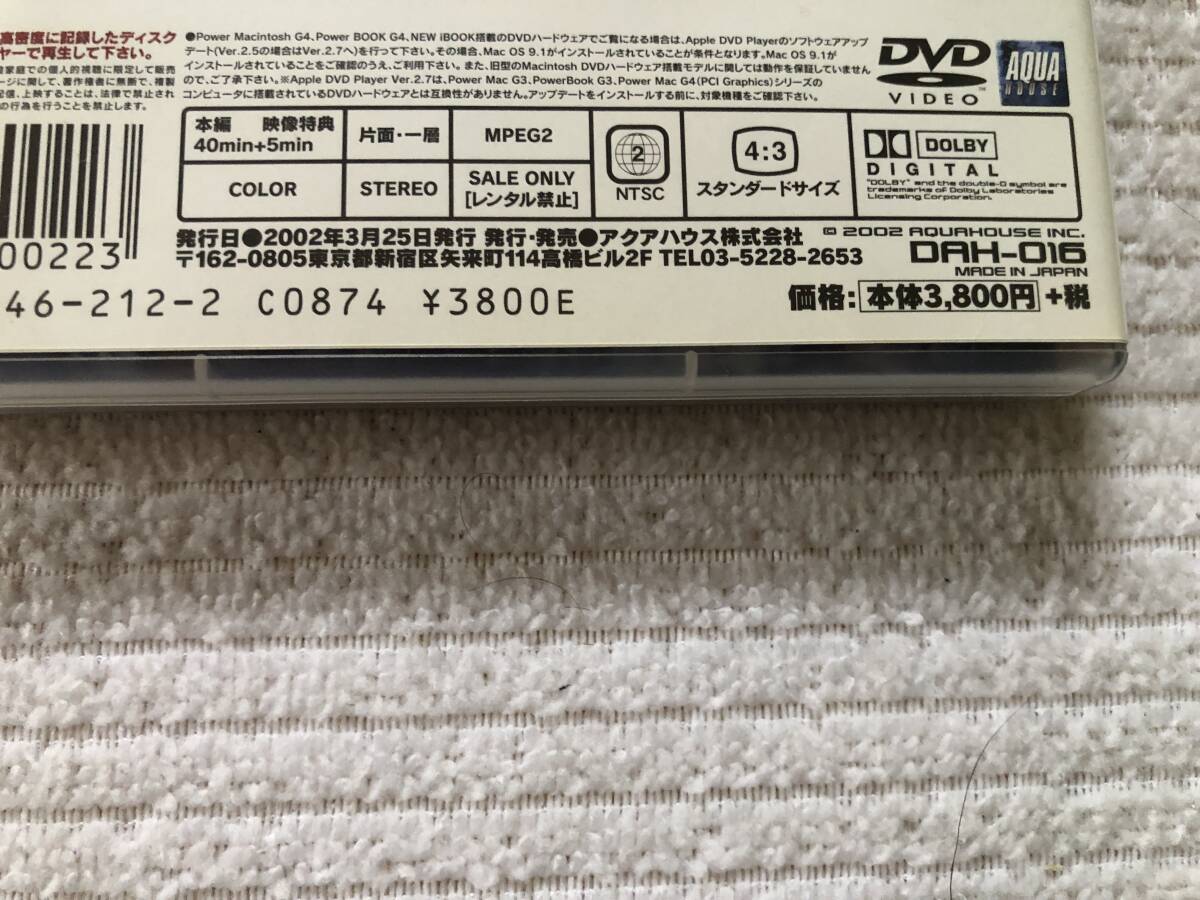 高密度に記録したディスク
ヤーで再生して下さい。
家庭での個人的視聴に限定して販売
ージに関して、著作権者に無断で、複製
配信、上映することは、法律で禁止され
の行為を行うことを禁止します。
●Power Macintosh G4、Power BOOK G4、NEW iBOOK搭載のDVDハードウェアでご覧になる場合は、Apple DVD Playerのソフトウェアアップ
デート(Ver.2.5の場合はVer.2.7へ)を行って下さい。その場合、Mac OS 9.1がインストールされていることが条件となります。Mac OS 9.1が
インストールされていることをご確認のうえ、ご利用下さい。また、旧型のMacintosh DVDハードウェア搭載モデルに関しては動作を保証していません
ので、ご了承下さい。※Apple DVD Player Ver.2.7は、Power Mac G3、PowerBook G3、Power Mac G4(PCI Graphics)シリーズの
コンピュータに搭載されているDVDハードウェアとは互換性がありません。アップデートをインストールする前に、対象機種をご確認下さい。
DVD
VIDEO
AQUA
HOUSE
本編 映像特典
40min+5min
片面・一層
MPEG2
COLOR
STEREO
SALE ONLY
[レンタル禁止]
2
NTSC
4:3
スタンダードサイズ
DOLBY
DIGITAL
"DOLBY" and the double-D symbol are
trademarks of Dolby Laboratories
Licensing Corporation.
発行日●2002年3月25日発行 発行・発売●アクアハウス株式会社
〒162-0805東京都新宿区矢来町114高橋ビル2F TEL03-5228-2653
© 2002 AQUAHOUSE INC.
DAH-016
MADE IN JAPAN
00223
46-212-2 C0874 ¥3800E
価格:本体3,800円+税